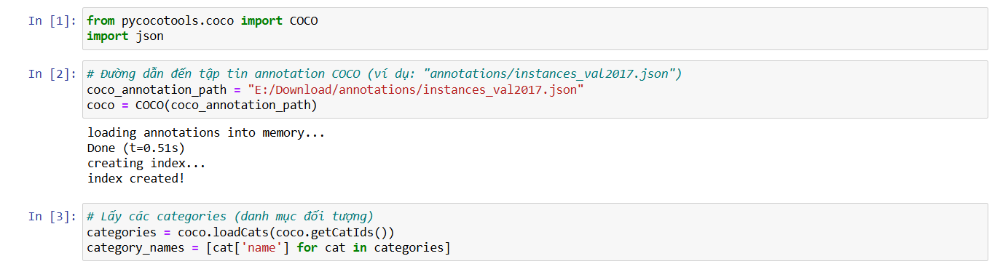 In [1]: from pycocotools.coco import COCO
import json
In [2]: # Đường dẫn đến tập tin annotation COCO (ví dụ: "annotations/instances_val2017.json")
coco_annotation_path = "E:/Download/annotations/instances_val2017.json"
coco = COCO(coco_annotation_path)
loading annotations into memory...
Done (t=0.51s)
creating index...
index created!
In [3]: # Lấy các categories (danh mục đối tượng)
categories = coco.loadCats(coco.getCatIds())
category_names = [cat['name'] for cat in categories]